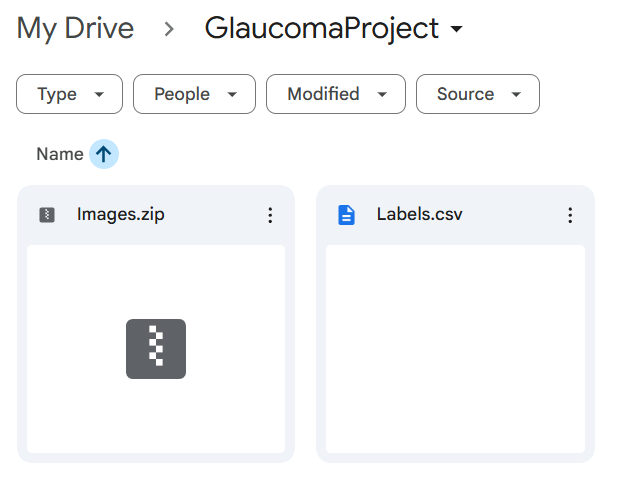 My Drive > GlaucomaProject
Type People Modified Source
Name
Images.zip Labels.csv